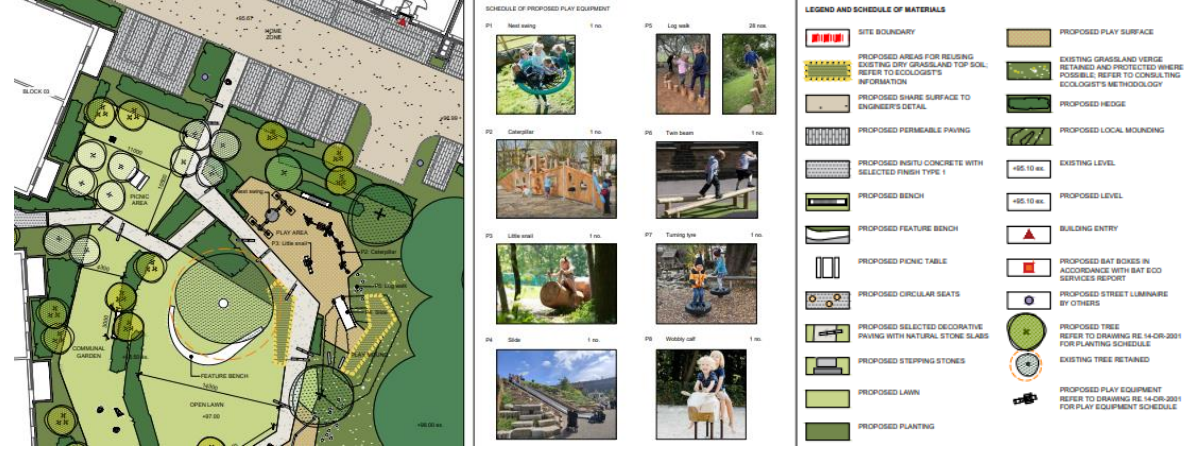 +95.67
HOME
ZONE
BLOCK 03
11000
PICNIC
AREA
PLAY AREA
P3: Little snail
P2: Caterpillar
P5: Log walk
COMMUNAL
GARDEN
FEATURE BENCH
OPEN LAWN
+97.00
SCHEDULE OF PROPOSED PLAY EQUIPMENT
P1 Nest swing 1 no.
P5 Log walk 28 nos.
P2 Caterpillar 1 no.
P6 Twin beam 1 no.
P3 Little snail 1 no.
P7 Turning tyre 1 no.
P4 Slide 1 no.
P8 Wobbly calf 1 no.
LEGEND AND SCHEDULE OF MATERIALS
SITE BOUNDARY
PROPOSED AREAS FOR REUSING
EXISTING DRY GRASSLAND TOP SOIL;
REFER TO ECOLOGIST'S
INFORMATION
PROPOSED SHARE SURFACE TO
ENGINEER'S DETAIL
PROPOSED PERMEABLE PAVING
PROPOSED INSITU CONCRETE WITH
SELECTED FINISH TYPE 1
PROPOSED BENCH
PROPOSED FEATURE BENCH
PROPOSED PICNIC TABLE
PROPOSED CIRCULAR SEATS
PROPOSED SELECTED DECORATIVE
PAVING WITH NATURAL STONE SLABS
PROPOSED STEPPING STONES
PROPOSED LAWN
PROPOSED PLANTING
PROPOSED PLAY SURFACE
EXISTING GRASSLAND VERGE
RETAINED AND PROTECTED WHERE
POSSIBLE; REFER TO CONSULTING
ECOLOGIST'S METHODOLOGY
PROPOSED HEDGE
PROPOSED LOCAL MOUNDING
+95.10 ex. EXISTING LEVEL
+95.10 ex. PROPOSED LEVEL
BUILDING ENTRY
PROPOSED BAT BOXES IN
ACCORDANCE WITH BAT ECO
SERVICES REPORT
PROPOSED STREET LUMINAIRE
BY OTHERS
PROPOSED TREE
REFER TO DRAWING RE.14-DR-2001
FOR PLANTING SCHEDULE
EXISTING TREE RETAINED
PROPOSED PLAY EQUIPMENT
REFER TO DRAWING RE.14-DR-2001
FOR PLAY EQUIPMENT SCHEDULE